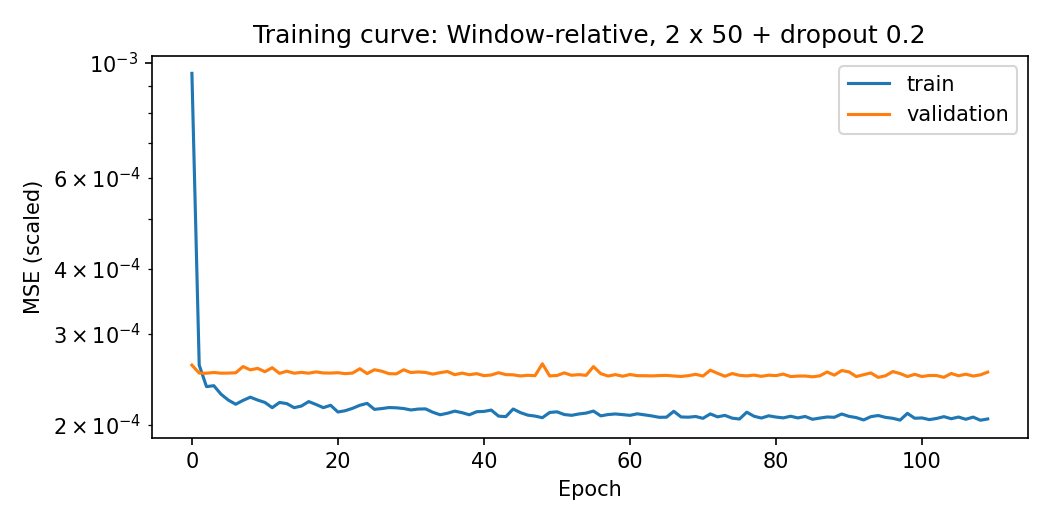 Training curve: Window-relative, 2 x 50 + dropout 0.2
MSE (scaled)
10⁻³
6 × 10⁻⁴
4 × 10⁻⁴
3 × 10⁻⁴
2 × 10⁻⁴
train
validation
0 20 40 60 80 100
Epoch